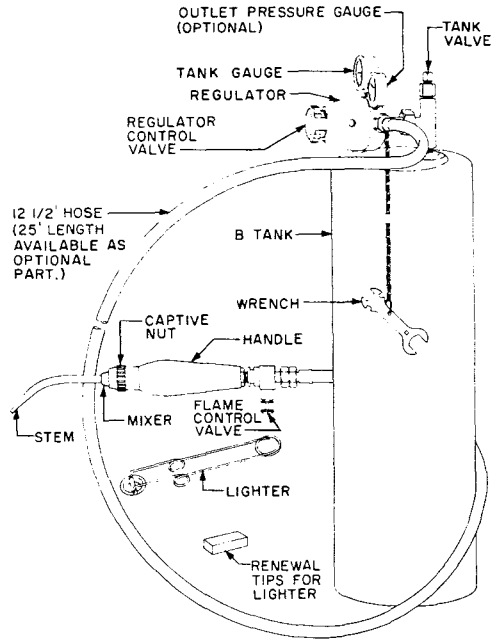 OUTLET PRESSURE GAUGE
(OPTIONAL)
TANK
VALVE
TANK GAUGE
REGULATOR
REGULATOR
CONTROL
VALVE
12 1/2' HOSE
(25' LENGTH
AVAILABLE AS
OPTIONAL
PART.)
B TANK
WRENCH
CAPTIVE
NUT
HANDLE
MIXER
STEM
FLAME
CONTROL
VALVE
LIGHTER
RENEWAL
TIPS FOR
LIGHTER